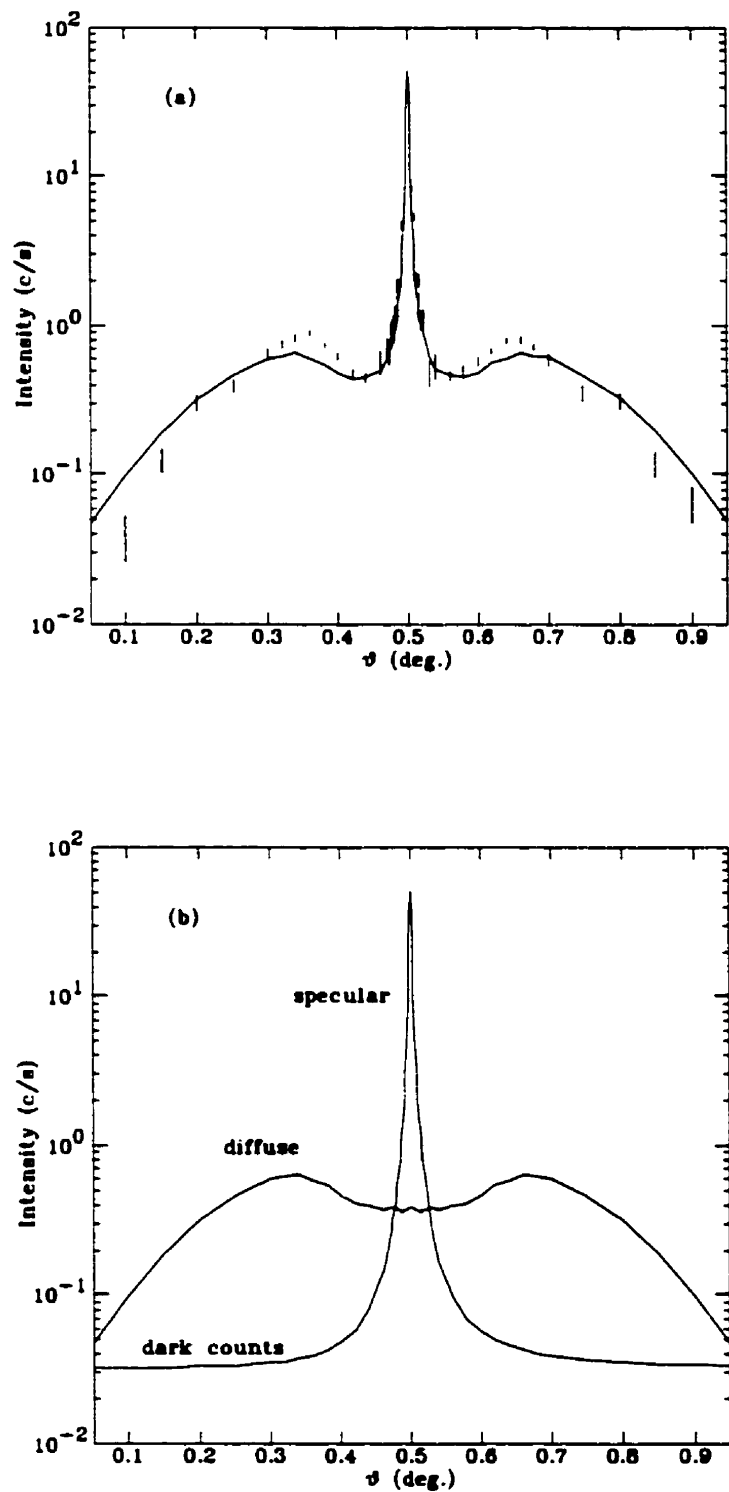 10²
(a)
10¹
10⁰
10⁻¹
10⁻²
Intensity (c/s)
0.1 0.2 0.3 0.4 0.5 0.6 0.7 0.8 0.9
ϑ (deg.)
10²
(b)
specular
10¹
10⁰
diffuse
10⁻¹
dark counts
10⁻²
Intensity (c/s)
0.1 0.2 0.3 0.4 0.5 0.6 0.7 0.8 0.9
ϑ (deg.)